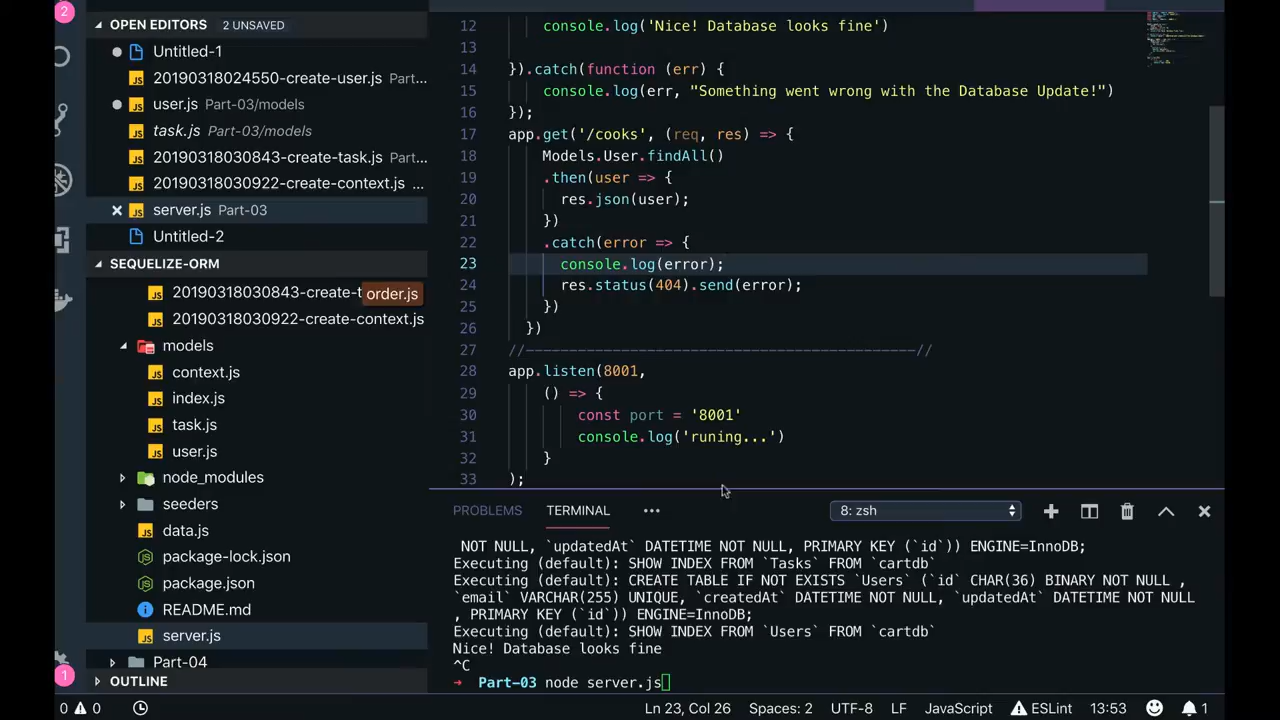 2
OPEN EDITORS 2 UNSAVED
Untitled-1
20190318024550-create-user.js Part...
user.js Part-03/models
task.js Part-03/models
20190318030843-create-task.js Part...
20190318030922-create-context.js ...
server.js Part-03
Untitled-2
SEQUELIZE-ORM
20190318030843-create-t
order.js
20190318030922-create-context.js
models
context.js
index.js
task.js
user.js
node_modules
seeders
data.js
package-lock.json
package.json
README.md
server.js
Part-04
OUTLINE
1
12 console.log('Nice! Database looks fine')
13
14 }).catch(function (err) {
15 console.log(err, "Something went wrong with the Database Update!")
16 });
17 app.get('/cooks', (req, res) => {
18 Models.User.findAll()
19 .then(user => {
20 res.json(user);
21 })
22 .catch(error => {
23 console.log(error);
24 res.status(404).send(error);
25 })
26 })
27 //---------------------------------------------//
28 app.listen(8001,
29 () => {
30 const port = '8001'
31 console.log('runing...')
32 }
33 );
PROBLEMS TERMINAL ... 8: zsh
NOT NULL, `updatedAt` DATETIME NOT NULL, PRIMARY KEY (`id`)) ENGINE=InnoDB;
Executing (default): SHOW INDEX FROM `Tasks` FROM `cartdb`
Executing (default): CREATE TABLE IF NOT EXISTS `Users` (`id` CHAR(36) BINARY NOT NULL ,
`email` VARCHAR(255) UNIQUE, `createdAt` DATETIME NOT NULL, `updatedAt` DATETIME NOT NULL
, PRIMARY KEY (`id`)) ENGINE=InnoDB;
Executing (default): SHOW INDEX FROM `Users` FROM `cartdb`
Nice! Database looks fine
^C
→ Part-03 node server.js
0 0 Ln 23, Col 26 Spaces: 2 UTF-8 LF JavaScript ESLint 13:53 1